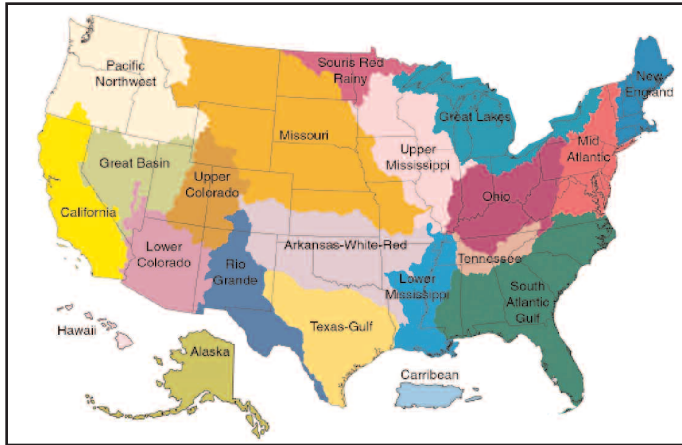 Pacific
Northwest
Souris Red
Rainy
New
England
Great Lakes
Missouri
Upper
Mississippi
Mid
Atlantic
Great Basin
Upper
Colorado
Ohio
California
Lower
Colorado
Rio
Grande
Arkansas-White-Red
Tennessee
Lower
Mississippi
South
Atlantic
Gulf
Texas-Gulf
Hawaii
Alaska
Carribean